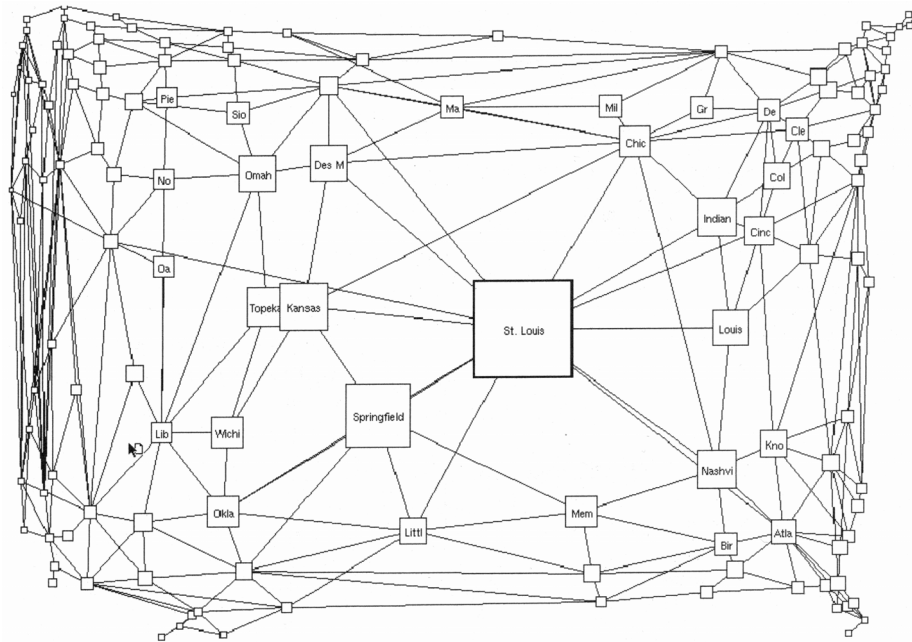 Pie
Sio
Ma
Mil
Gr
De
Cle
Chic
Omah
Des M
No
Col
Indian
Cinc
Oa
Topeka
Kansas
St. Louis
Louis
Springfield
Lib
Wichi
Kno
Nashvi
Olkla
Littl
Mem
Bir
Atla